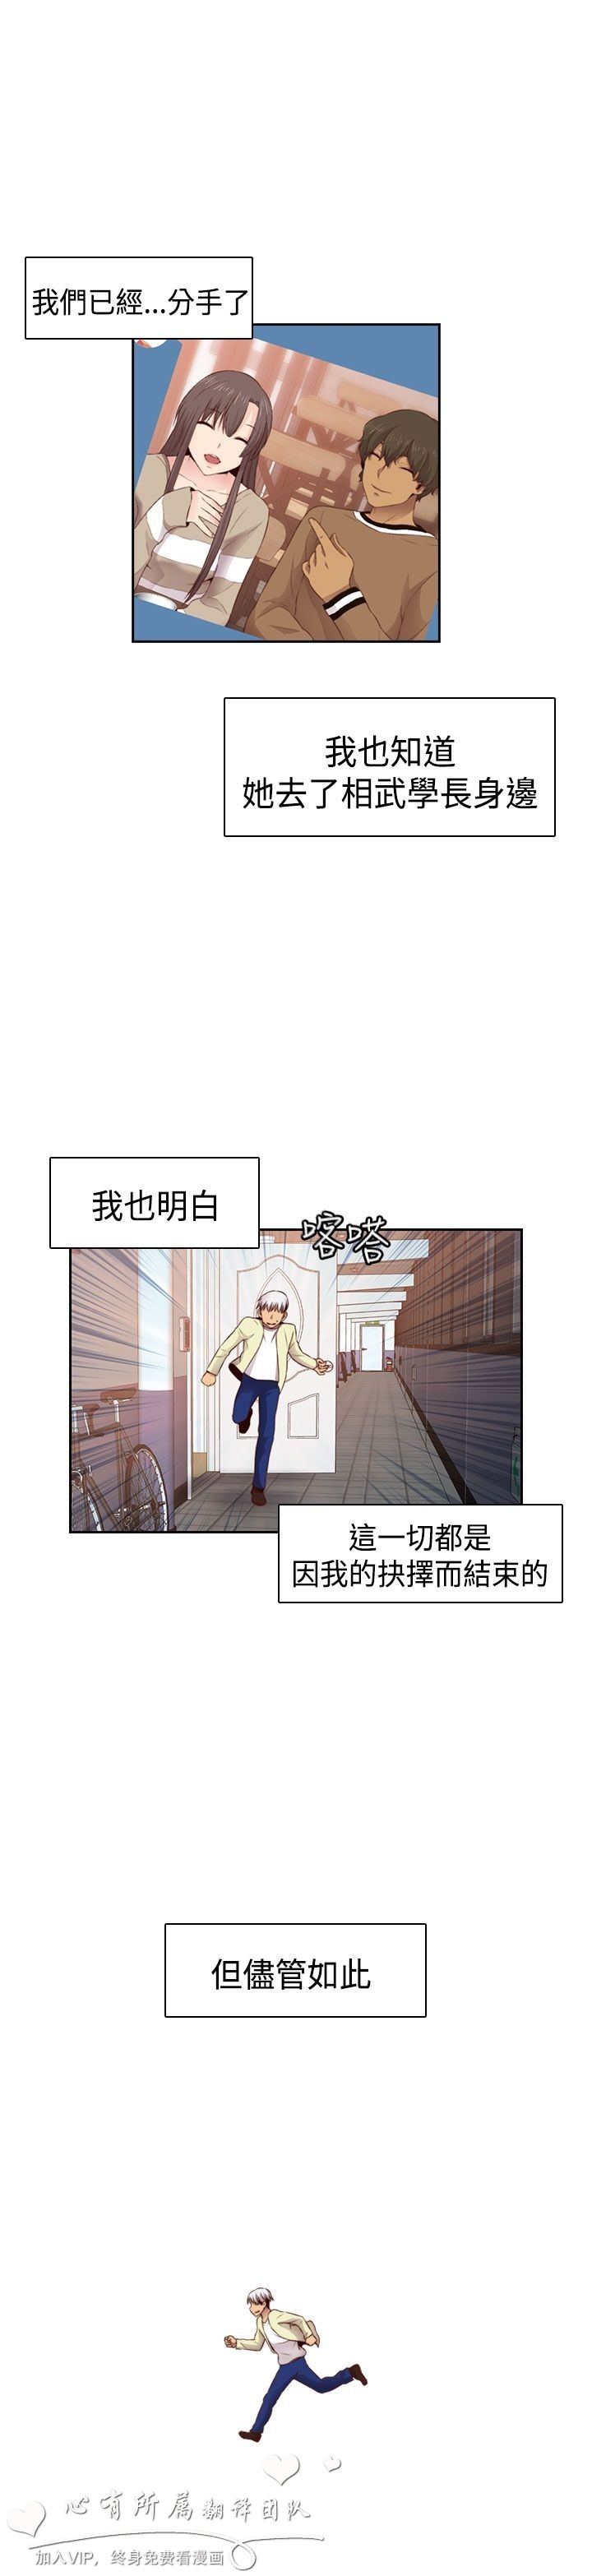 我們已經...分手了
我也知道
她去了相武學長身邊
我也明白
喀嗒
這一切都是
因我的抉擇而結束的
但儘管如此
心有所属翻译团队
加入VIP，终身免费看漫画